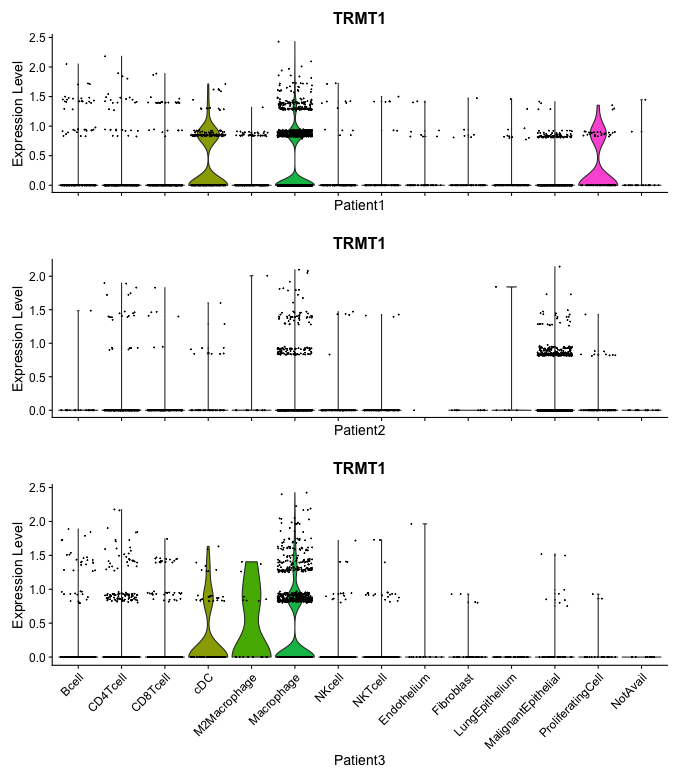 TRMT1
Expression Level
2.5
2.0
1.5
1.0
0.5
0.0
Patient1
TRMT1
Expression Level
2.0
1.5
1.0
0.5
0.0
Patient2
TRMT1
Expression Level
2.5
2.0
1.5
1.0
0.5
0.0
Bcell
CD4Tcell
CD8Tcell
cDC
M2Macrophage
Macrophage
NKcell
NKTcell
Endothelium
Fibroblast
LungEpithelium
MalignantEpithelial
ProliferatingCell
NotAvail
Patient3